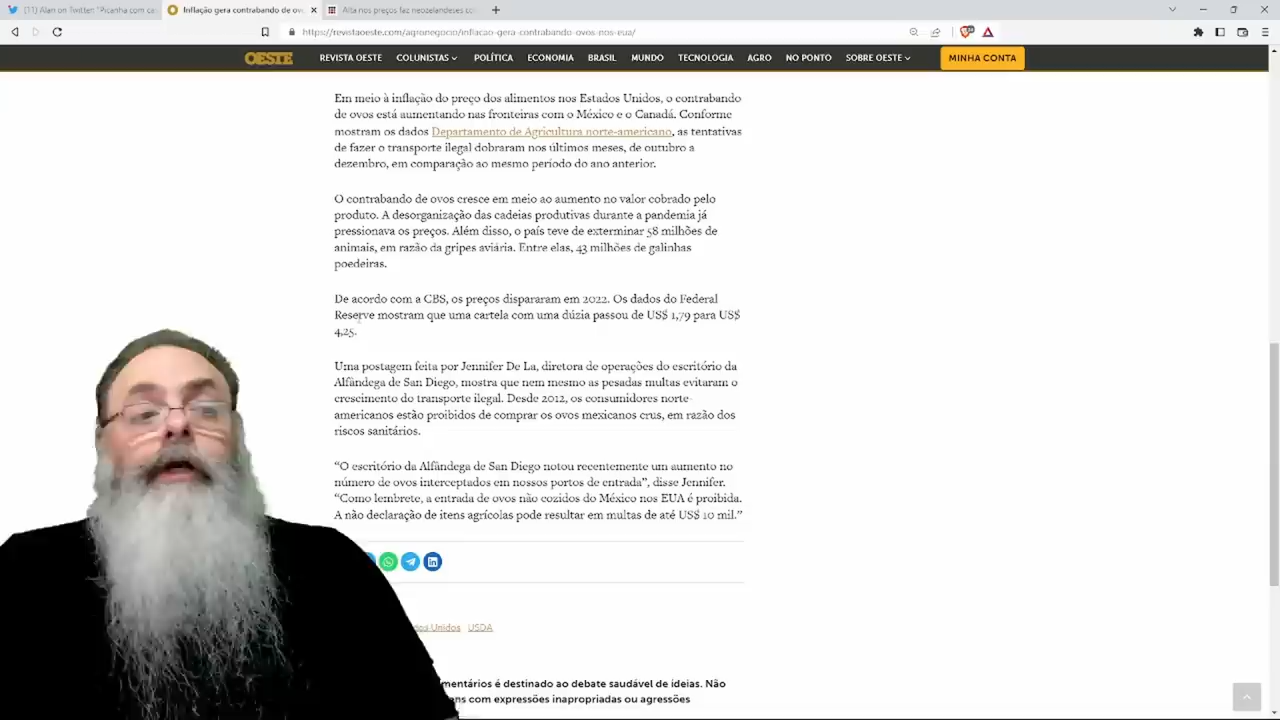 [1] Alan on Twitter: "Picanha com ca
Inflação gera contrabando de ov
Alta nos preços faz neozelandeses co
https://revistaoeste.com/agronegocio/inflacao-gera-contrabando-ovos-nos-eua/
OESTE REVISTA OESTE COLUNISTAS POLÍTICA ECONOMIA BRASIL MUNDO TECNOLOGIA AGRO NO PONTO SOBRE OESTE MINHA CONTA
Em meio à inflação do preço dos alimentos nos Estados Unidos, o contrabando
de ovos está aumentando nas fronteiras com o México e o Canadá. Conforme
mostram os dados Departamento de Agricultura norte-americano, as tentativas
de fazer o transporte ilegal dobraram nos últimos meses, de outubro a
dezembro, em comparação ao mesmo período do ano anterior.
O contrabando de ovos cresce em meio ao aumento no valor cobrado pelo
produto. A desorganização das cadeias produtivas durante a pandemia já
pressionava os preços. Além disso, o país teve de exterminar 58 milhões de
animais, em razão da gripes aviária. Entre elas, 43 milhões de galinhas
poedeiras.
De acordo com a CBS, os preços dispararam em 2022. Os dados do Federal
Reserve mostram que uma cartela com uma dúzia passou de US$ 1,79 para US$
4,25.
Uma postagem feita por Jennifer De La, diretora de operações do escritório da
Alfândega de San Diego, mostra que nem mesmo as pesadas multas evitaram o
crescimento do transporte ilegal. Desde 2012, os consumidores norte-
americanos estão proibidos de comprar os ovos mexicanos crus, em razão dos
riscos sanitários.
“O escritório da Alfândega de San Diego notou recentemente um aumento no
número de ovos interceptados em nossos portos de entrada”, disse Jennifer.
“Como lembrete, a entrada de ovos não cozidos do México nos EUA é proibida.
A não declaração de itens agrícolas pode resultar em multas de até US$ 10 mil.”
dos Unidos USDA
mentários é destinado ao debate saudável de ideias. Não
ens com expressões inapropriadas ou agressões